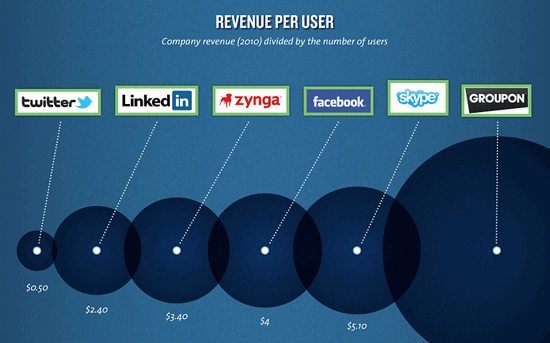 REVENUE PER USER
Company revenue (2010) divided by the number of users
twitter
Linked in
zynga
facebook
skype
GROUPON
$0.50
$2.40
$3.40
$4
$5.10